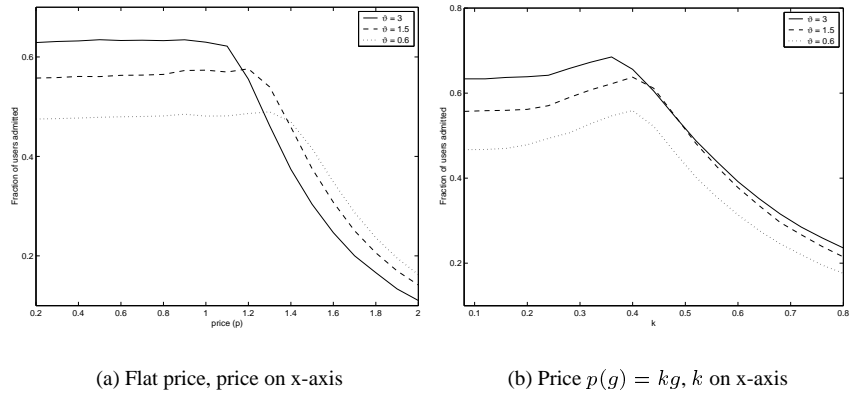 ϑ = 3
ϑ = 1.5
ϑ = 0.6
Fraction of users admitted
0.6
0.4
0.2
0.2 0.4 0.6 0.8 1 1.2 1.4 1.6 1.8 2
price (p)
(a) Flat price, price on x-axis
ϑ = 3
ϑ = 1.5
ϑ = 0.6
Fraction of users admitted
0.8
0.6
0.4
0.2
0.1 0.2 0.3 0.4 0.5 0.6 0.7 0.8
k
(b) Price p(g) = kg, k on x-axis